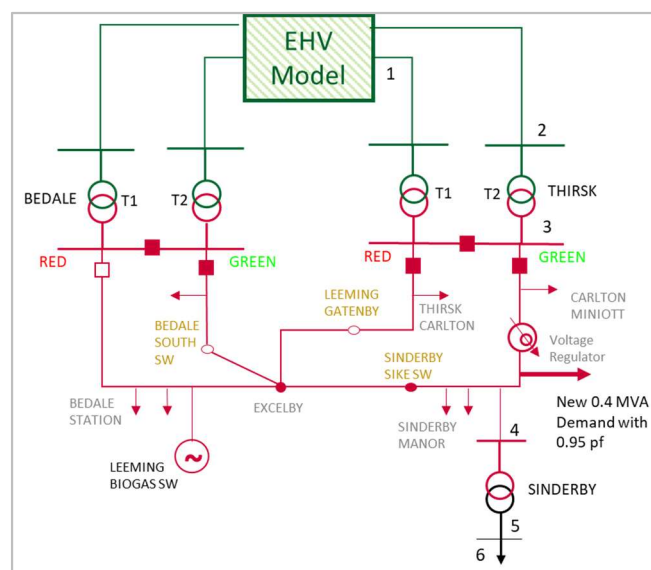 EHV
Model
1
2
BEDALE
T1
T2
T1
T2
THIRSK
3
RED
GREEN
RED
GREEN
LEEMING
GATENBY
THIRSK
CARLTON
CARLTON
MINIOTT
BEDALE
SOUTH
SW
Voltage
Regulator
SINDERBY
SIKE SW
BEDALE
STATION
EXCELBY
SINDERBY
MANOR
New 0.4 MVA
Demand with
0.95 pf
4
LEEMING
BIOGAS SW
SINDERBY
5
6